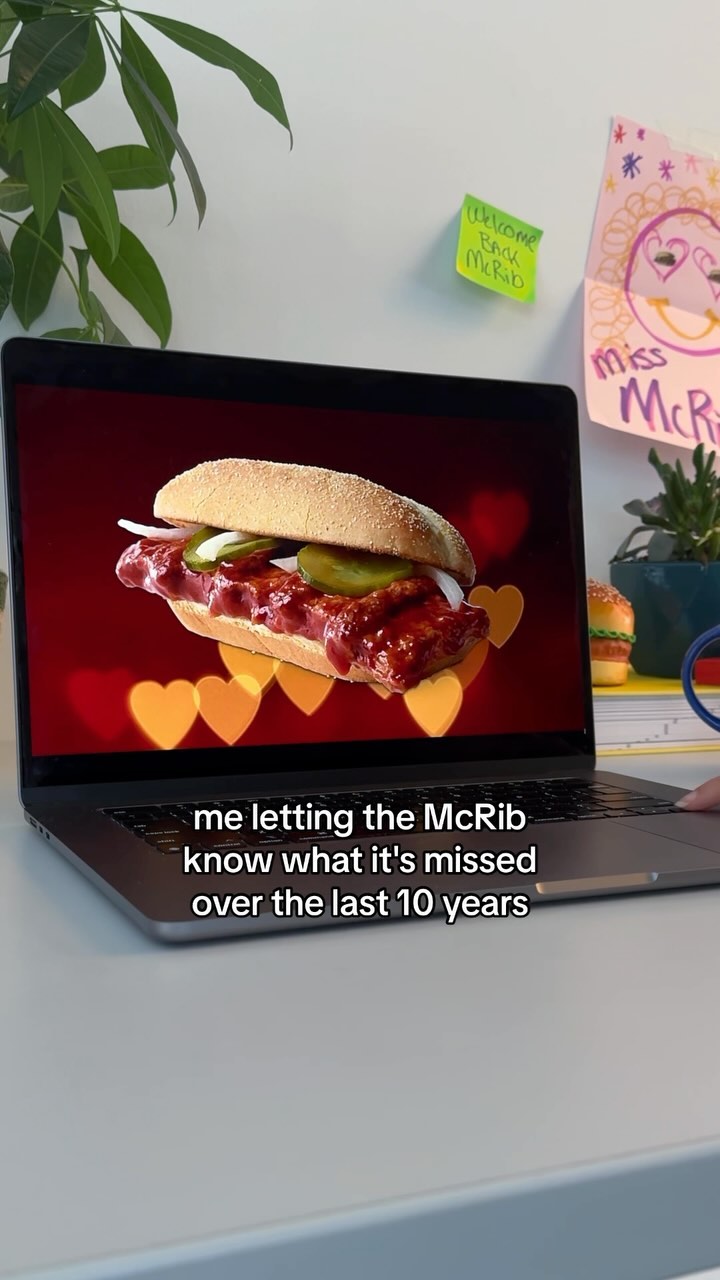 Welcome
BACK
McRib
miss
McRi
me letting the McRib
know what it's missed
over the last 10 years